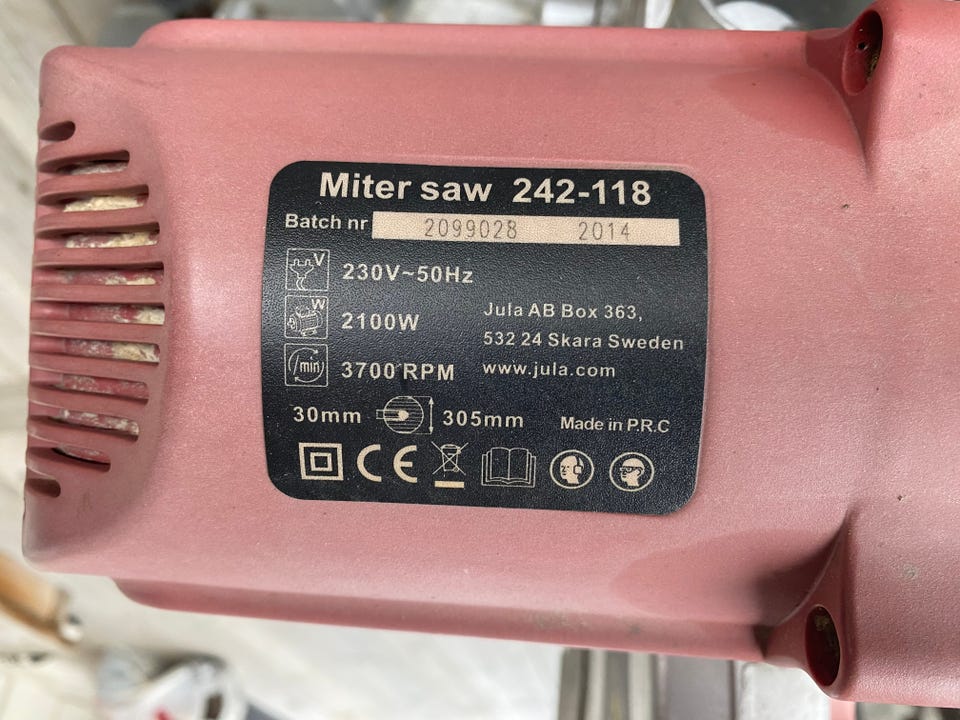 Miter saw 242-118
Batch nr 2099028 2014
V
230V~50Hz
W
2100W
/min
3700 RPM
Jula AB Box 363,
532 24 Skara Sweden
www.jula.com
30mm 305mm
Made in P.R.C
CE